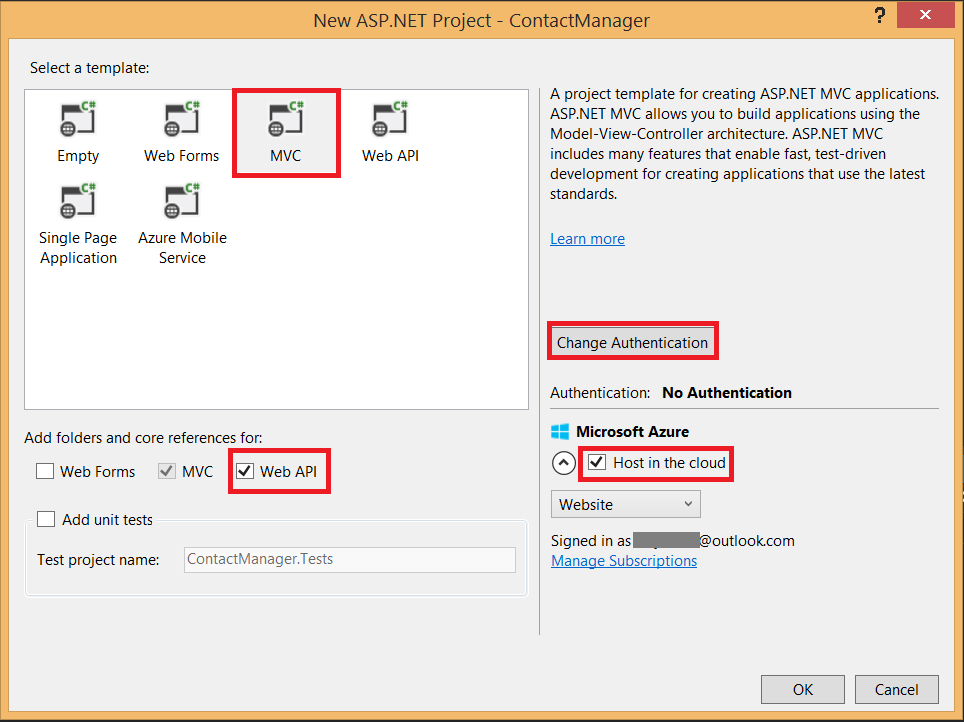 New ASP.NET Project - ContactManager
?
Select a template:
C# C# C# C#
Empty Web Forms MVC Web API
C# C#
Single Page Azure Mobile
Application Service
A project template for creating ASP.NET MVC applications.
ASP.NET MVC allows you to build applications using the
Model-View-Controller architecture. ASP.NET MVC
includes many features that enable fast, test-driven
development for creating applications that use the latest
standards.
Learn more
Change Authentication
Authentication: No Authentication
Add folders and core references for:
Web Forms MVC Web API
Add unit tests
Test project name: ContactManager.Tests
Microsoft Azure
Host in the cloud
Website
Signed in as @outlook.com
Manage Subscriptions
OK Cancel